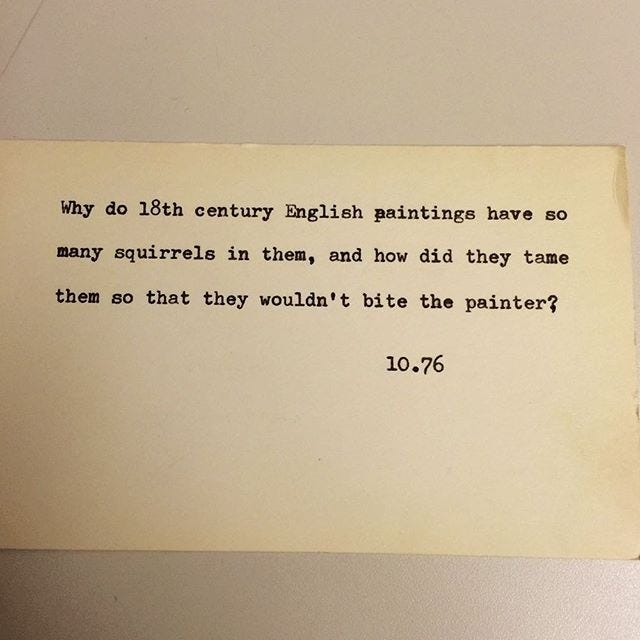 Why do 18th century English paintings have so
many squirrels in them, and how did they tame
them so that they wouldn't bite the painter?
10.76